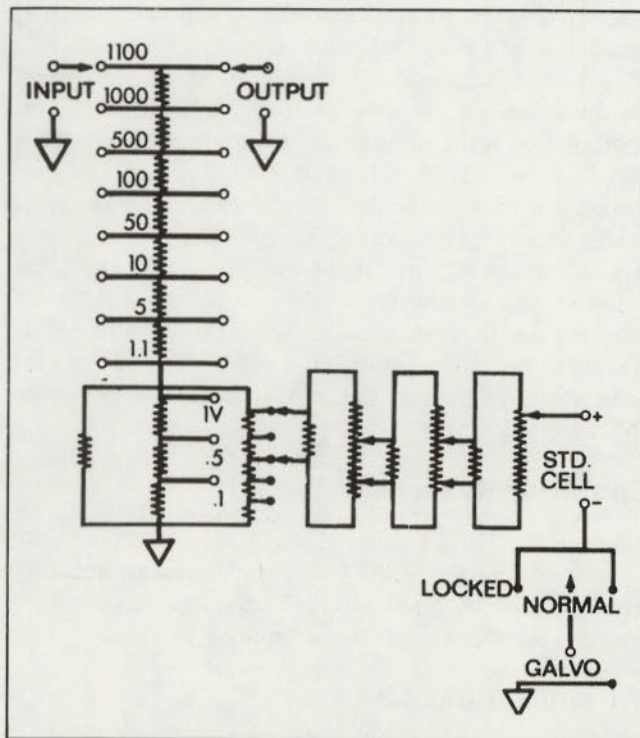 1100
INPUT
OUTPUT
1000
500
100
50
10
5
1.1
1V
.5
.1
+
STD.
CELL
−
LOCKED
NORMAL
GALVO